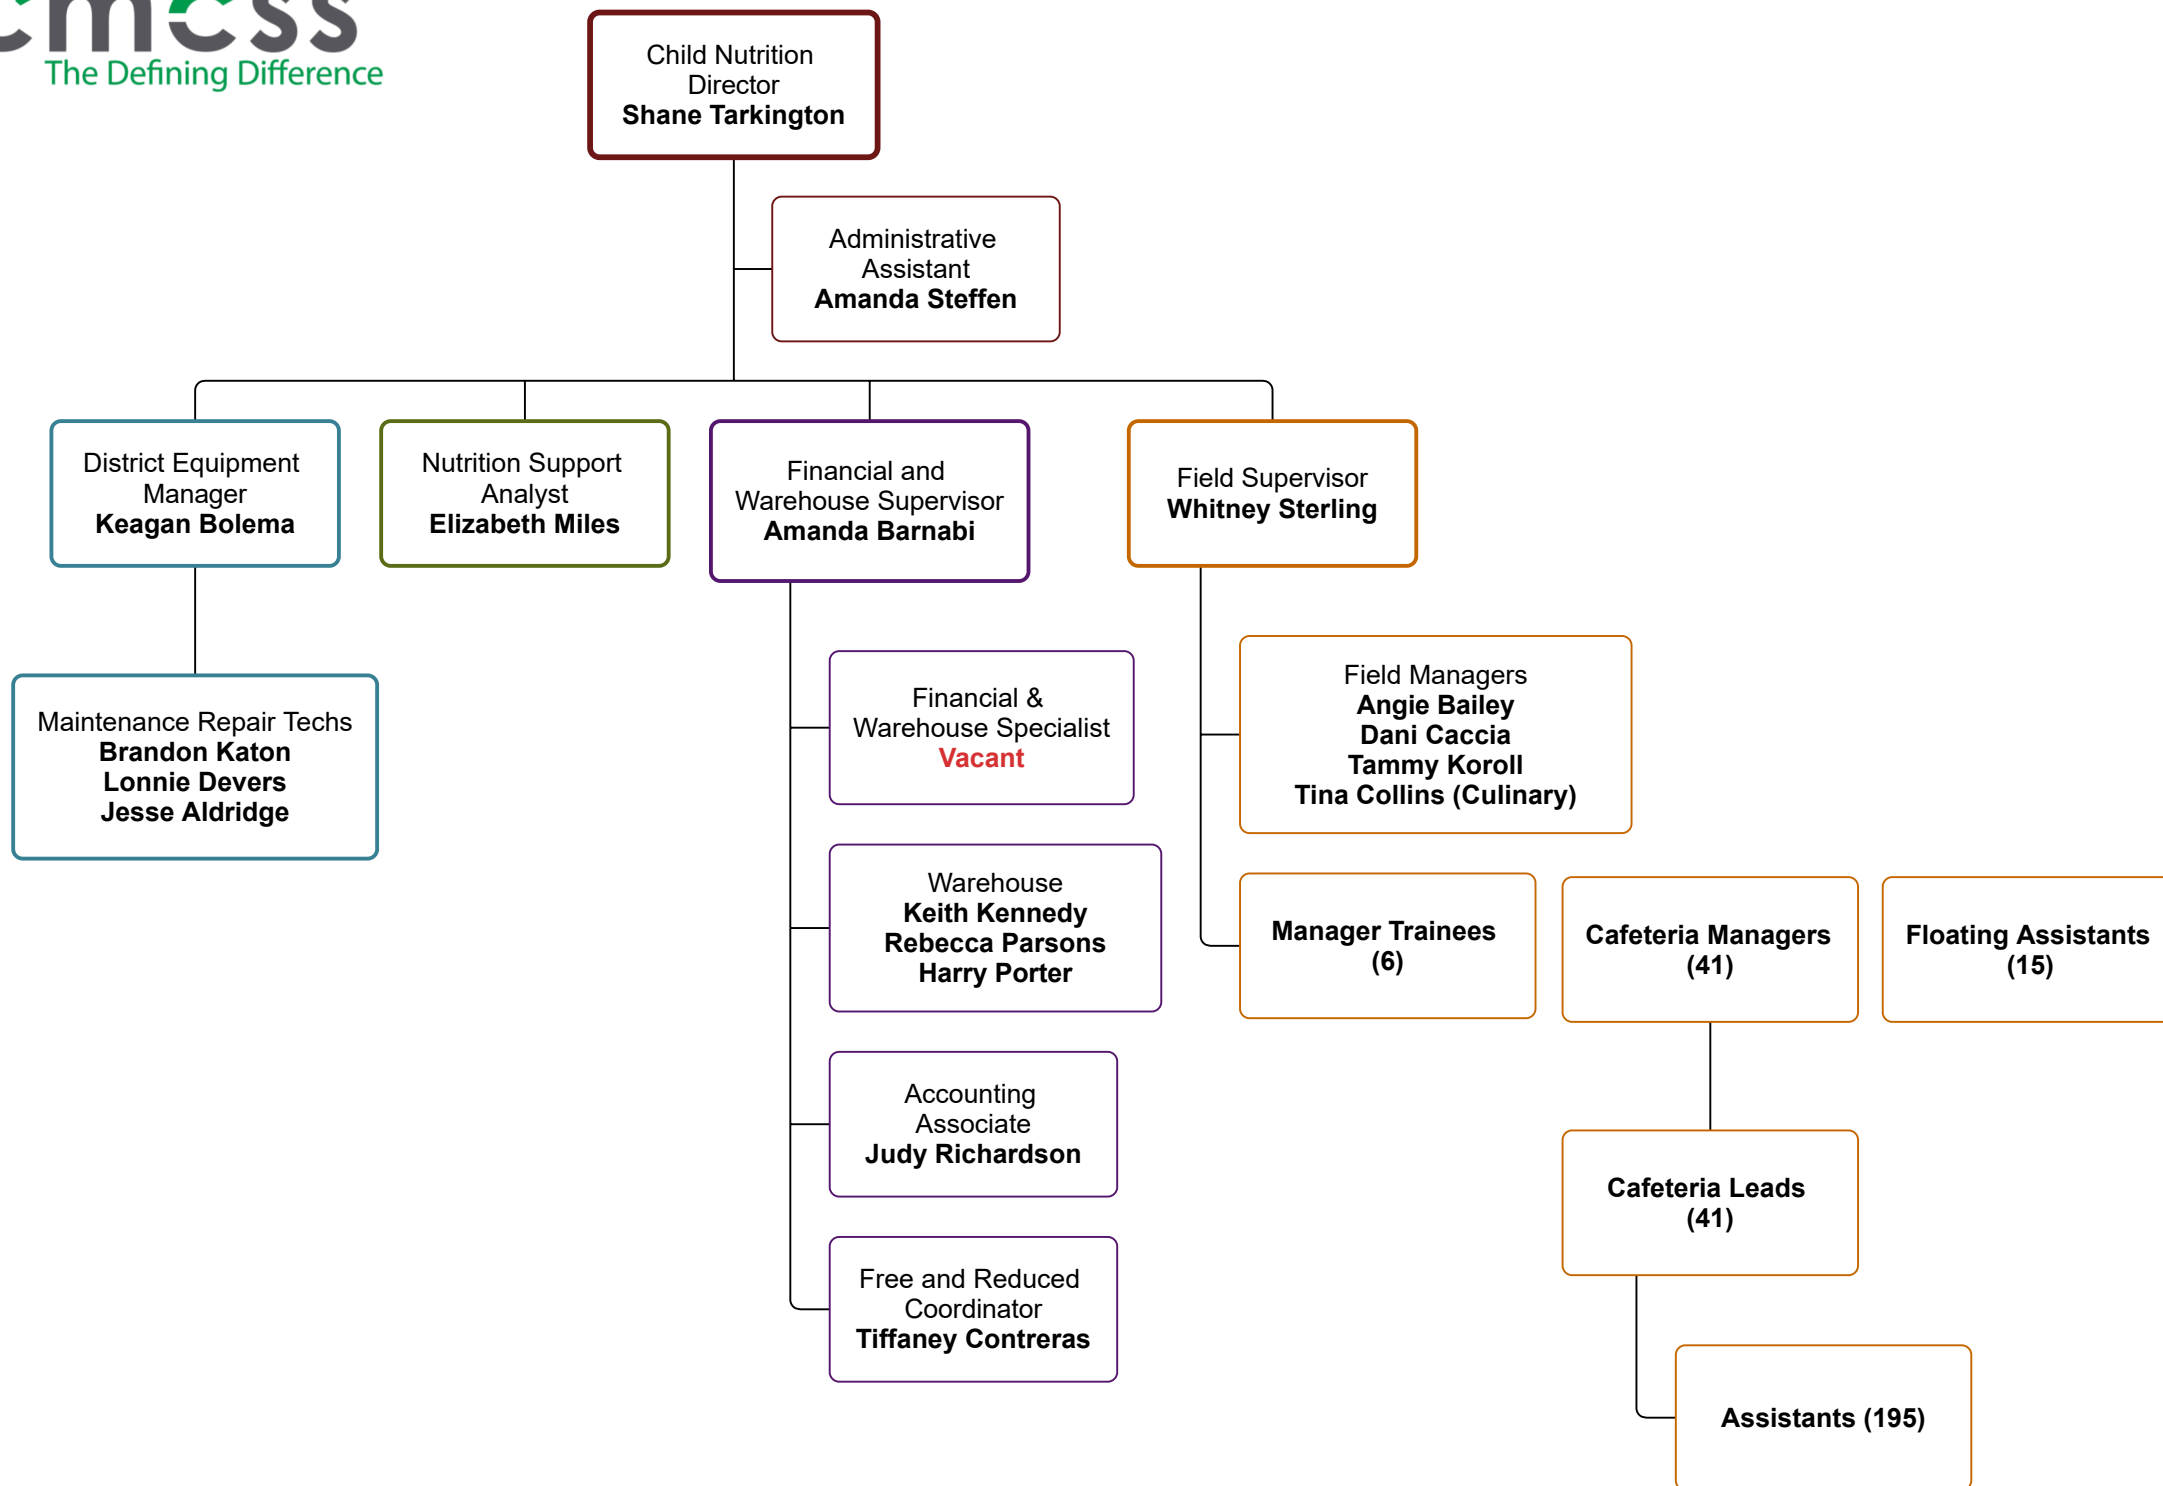 cmcss
The Defining Difference
Child Nutrition
Director
Shane Tarkington
Administrative
Assistant
Amanda Steffen
District Equipment
Manager
Keagan Bolema
Nutrition Support
Analyst
Elizabeth Miles
Financial and
Warehouse Supervisor
Amanda Barnabi
Field Supervisor
Whitney Sterling
Maintenance Repair Techs
Brandon Katon
Lonnie Devers
Jesse Aldridge
Financial &
Warehouse Specialist
Vacant
Field Managers
Angie Bailey
Dani Caccia
Tammy Koroll
Tina Collins (Culinary)
Warehouse
Keith Kennedy
Rebecca Parsons
Harry Porter
Manager Trainees
(6)
Cafeteria Managers
(41)
Floating Assistants
(15)
Accounting
Associate
Judy Richardson
Cafeteria Leads
(41)
Free and Reduced
Coordinator
Tiffaney Contreras
Assistants (195)